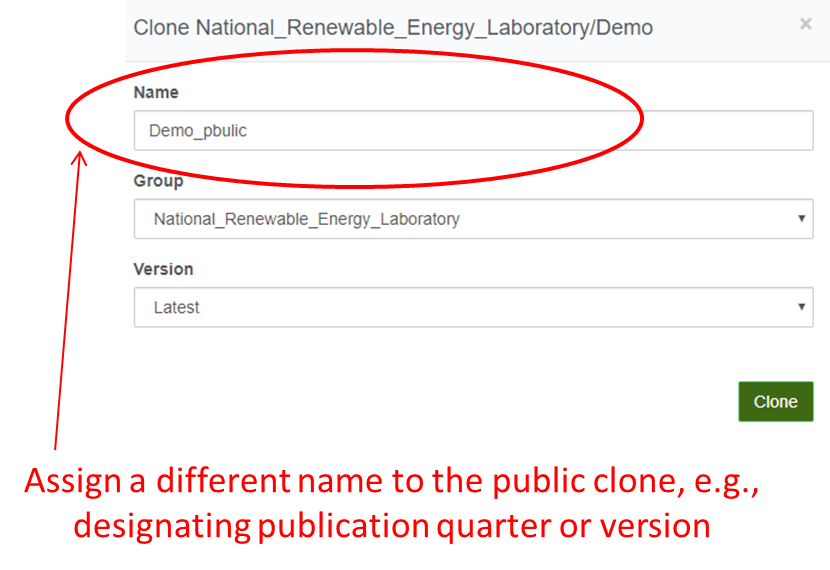 Clone National_Renewable_Energy_Laboratory/Demo ×
Name
Demo_pbulic
Group
National_Renewable_Energy_Laboratory
Version
Latest
Clone
Assign a different name to the public clone, e.g.,
designating publication quarter or version